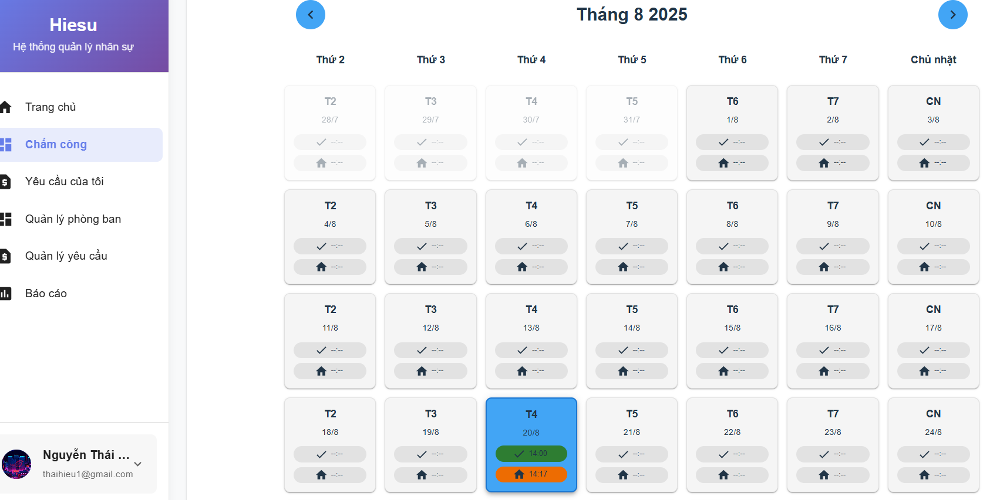 Hiesu
Hệ thống quản lý nhân sự
Trang chủ
Chấm công
Yêu cầu của tôi
Quản lý phòng ban
Quản lý yêu cầu
Báo cáo
Nguyễn Thái ...
thaihieu1@gmail.com
Tháng 8 2025
Thứ 2 Thứ 3 Thứ 4 Thứ 5 Thứ 6 Thứ 7 Chủ nhật
T2 T3 T4 T5 T6 T7 CN
28/7 29/7 30/7 31/7 1/8 2/8 3/8
--:-- --:-- --:-- --:-- --:-- --:-- --:--
--:-- --:-- --:-- --:-- --:-- --:-- --:--
T2 T3 T4 T5 T6 T7 CN
4/8 5/8 6/8 7/8 8/8 9/8 10/8
--:-- --:-- --:-- --:-- --:-- --:-- --:--
--:-- --:-- --:-- --:-- --:-- --:-- --:--
T2 T3 T4 T5 T6 T7 CN
11/8 12/8 13/8 14/8 15/8 16/8 17/8
--:-- --:-- --:-- --:-- --:-- --:-- --:--
--:-- --:-- --:-- --:-- --:-- --:-- --:--
T2 T3 T4 T5 T6 T7 CN
18/8 19/8 20/8 21/8 22/8 23/8 24/8
--:-- --:-- 14:00 --:-- --:-- --:-- --:--
--:-- --:-- 14:17 --:-- --:-- --:-- --:--